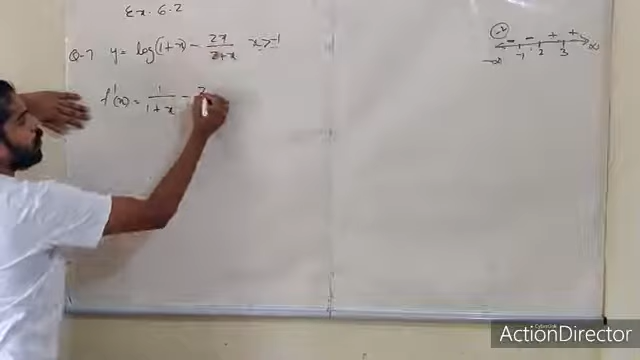 Ex. 6.2
Q-7 y = log(1+x) - 2x/2+x x > -1
f'(x) = 1/1+x - 2
- - + +
-1 2 3 ∞
-∞
ActionDirector